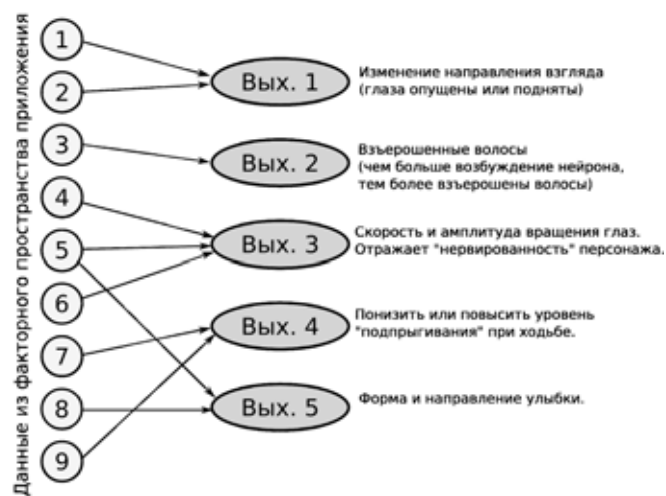 Данные из факторного пространства приложения
1
2
3
4
5
6
7
8
9
Вых. 1
Изменение направления взгляда
(глаза опущены или подняты)
Вых. 2
Взъерошенные волосы
(чем больше возбуждение нейрона,
тем более взъерошены волосы)
Вых. 3
Скорость и амплитуда вращения глаз.
Отражает "нервированность" персонажа.
Вых. 4
Понизить или повысить уровень
"подпрыгивания" при ходьбе.
Вых. 5
Форма и направление улыбки.